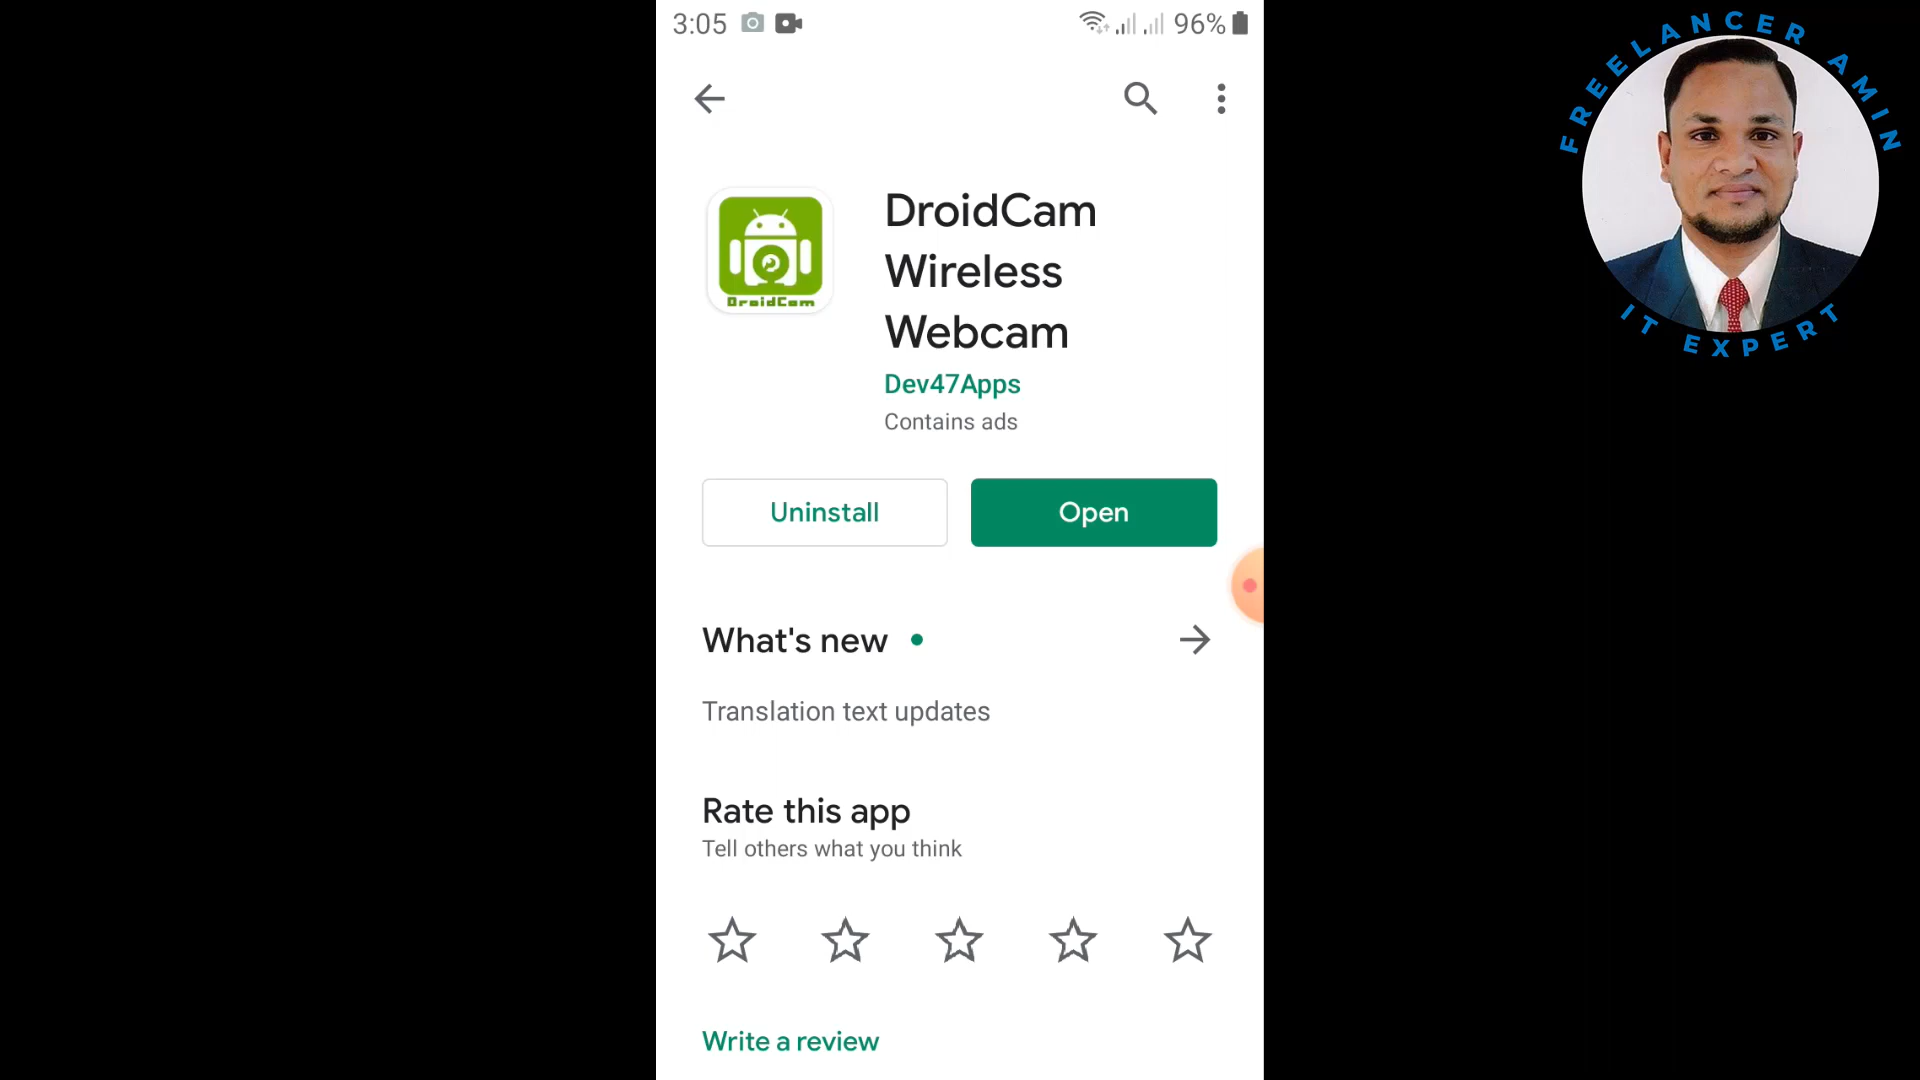 3:05
96%
FREELANCER AMIN
IT EXPERT
DroidCam
DroidCam
Wireless
Webcam
Dev47Apps
Contains ads
Uninstall
Open
What's new
Translation text updates
Rate this app
Tell others what you think
Write a review